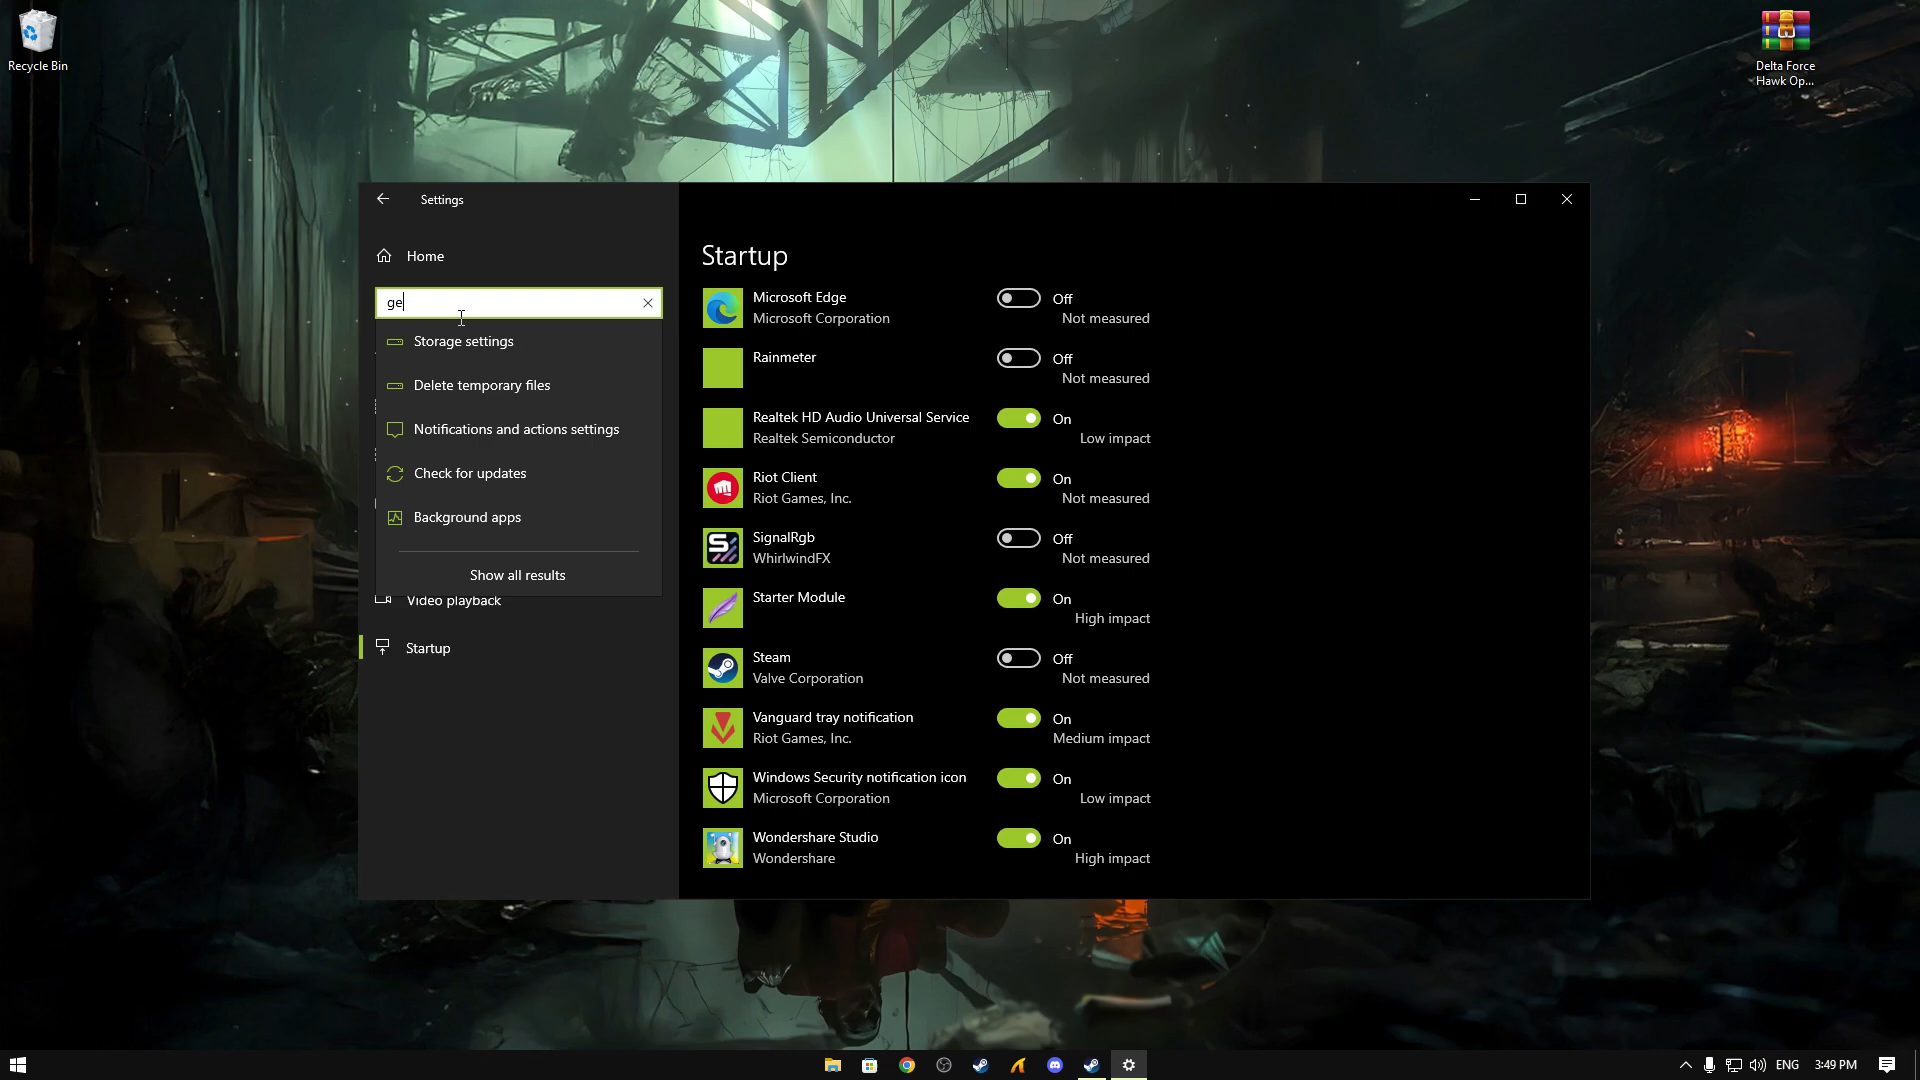 Recycle Bin
Delta Force
Hawk Op...
Settings
Home
ge
Storage settings
Delete temporary files
Notifications and actions settings
Check for updates
Background apps
Show all results
Video playback
Startup
Startup
Microsoft Edge
Microsoft Corporation
Off
Not measured
Rainmeter
Off
Not measured
Realtek HD Audio Universal Service
Realtek Semiconductor
On
Low impact
Riot Client
Riot Games, Inc.
On
Not measured
SignalRgb
WhirlwindFX
Off
Not measured
Starter Module
On
High impact
Steam
Valve Corporation
Off
Not measured
Vanguard tray notification
Riot Games, Inc.
On
Medium impact
Windows Security notification icon
Microsoft Corporation
On
Low impact
Wondershare Studio
Wondershare
On
High impact
ENG
3:49 PM